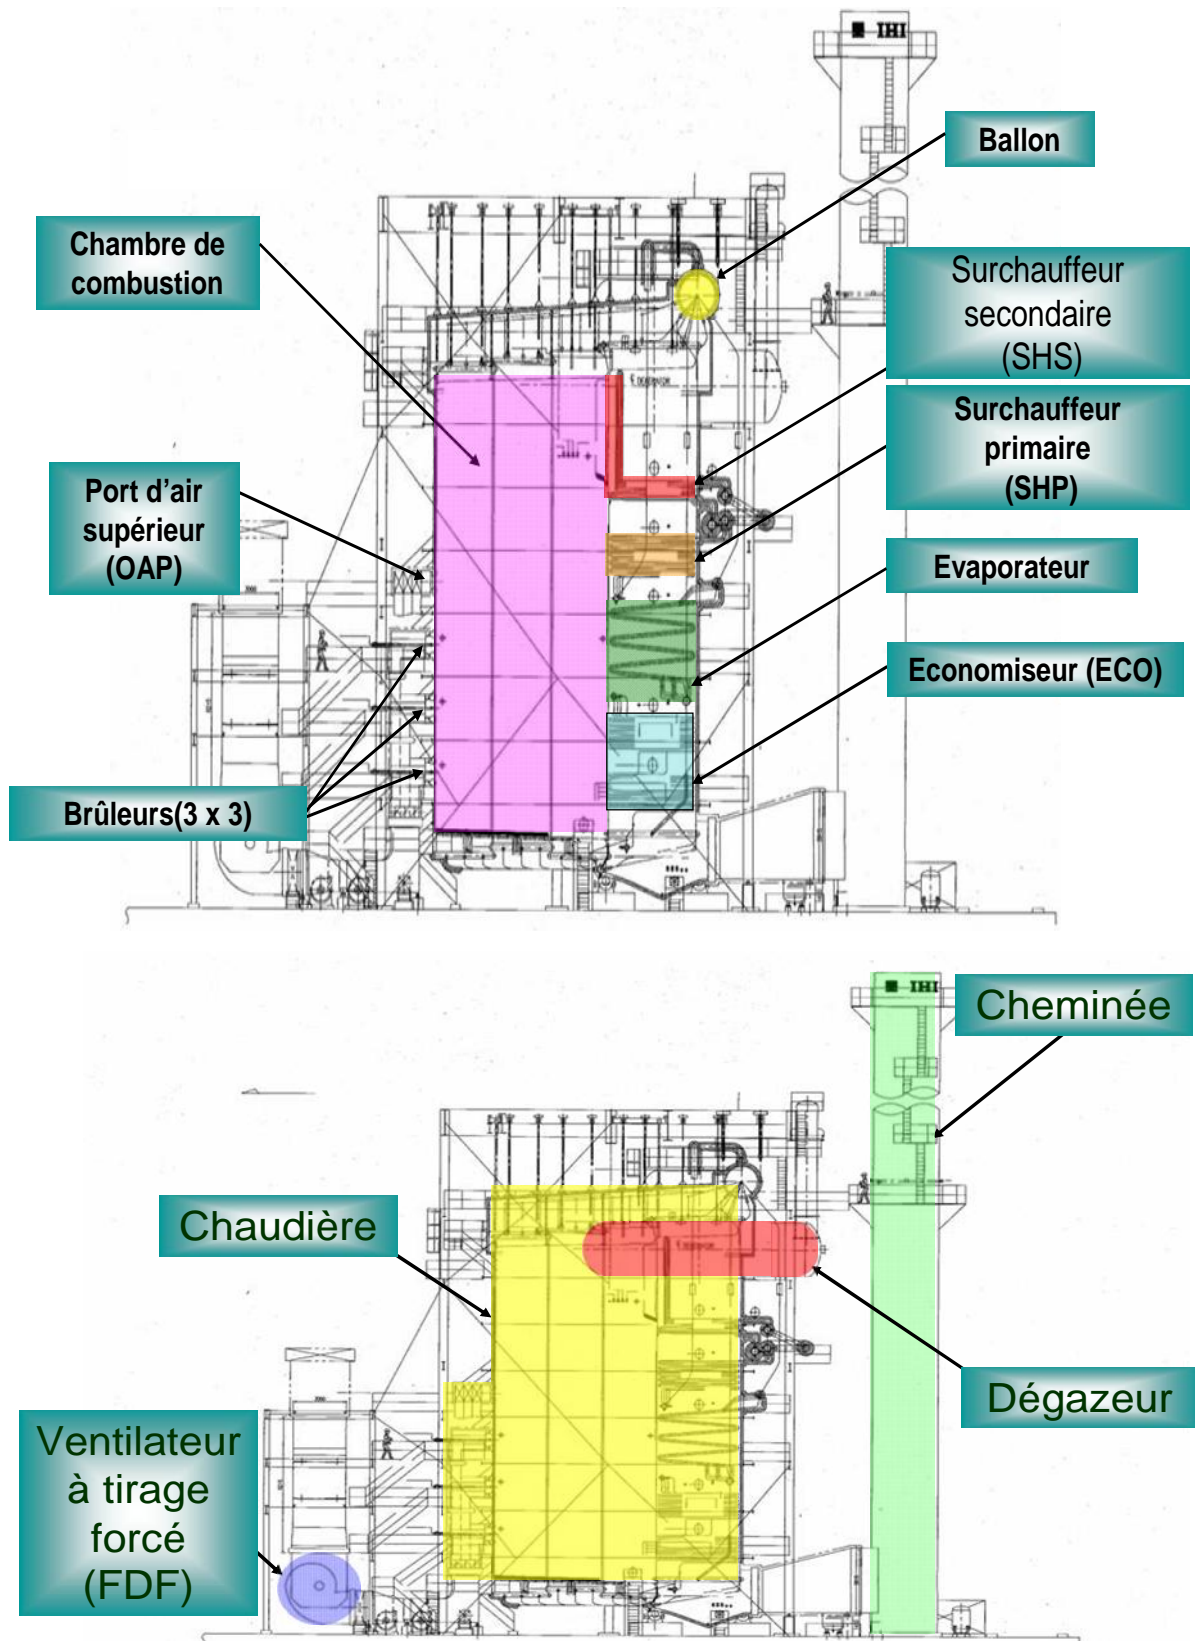 IHI
Ballon
Chambre de
combustion
Surchauffeur
secondaire
(SHS)
Surchauffeur
primaire
(SHP)
Port d’air
supérieur
(OAP)
Evaporateur
Economiseur (ECO)
Brûleurs(3 x 3)
IHI
Cheminée
Chaudière
Dégazeur
Ventilateur
à tirage
forcé
(FDF)